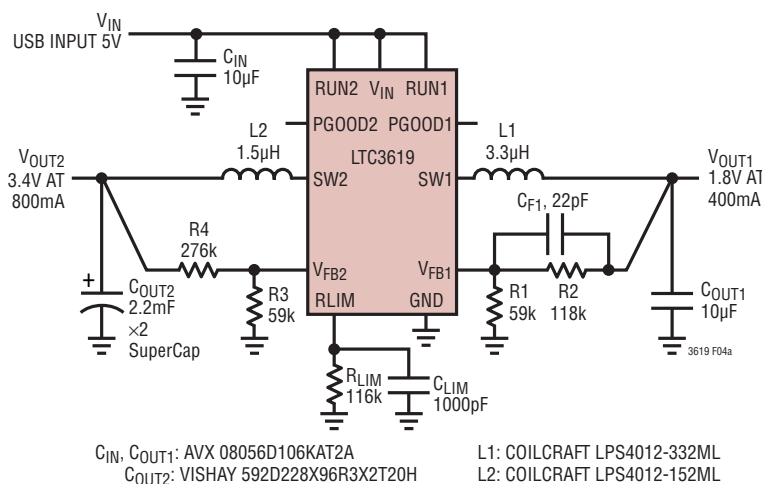 VIN
USB INPUT 5V
CIN
10µF
RUN2 VIN RUN1
PGOOD2 PGOOD1
LTC3619
L2
1.5µH
L1
3.3µH
VOUT2
3.4V AT
800mA
SW2 SW1
VOUT1
1.8V AT
400mA
CF1, 22pF
R4
276k
VFB2 VFB1
RLIM GND
R3
59k
R1
59k
R2
118k
+
COUT2
2.2mF
×2
SuperCap
COUT1
10µF
3619 F04a
RLIM
116k
CLIM
1000pF
CIN, COUT1: AVX 08056D106KAT2A
COUT2: VISHAY 592D228X96R3X2T20H
L1: COILCRAFT LPS4012-332ML
L2: COILCRAFT LPS4012-152ML